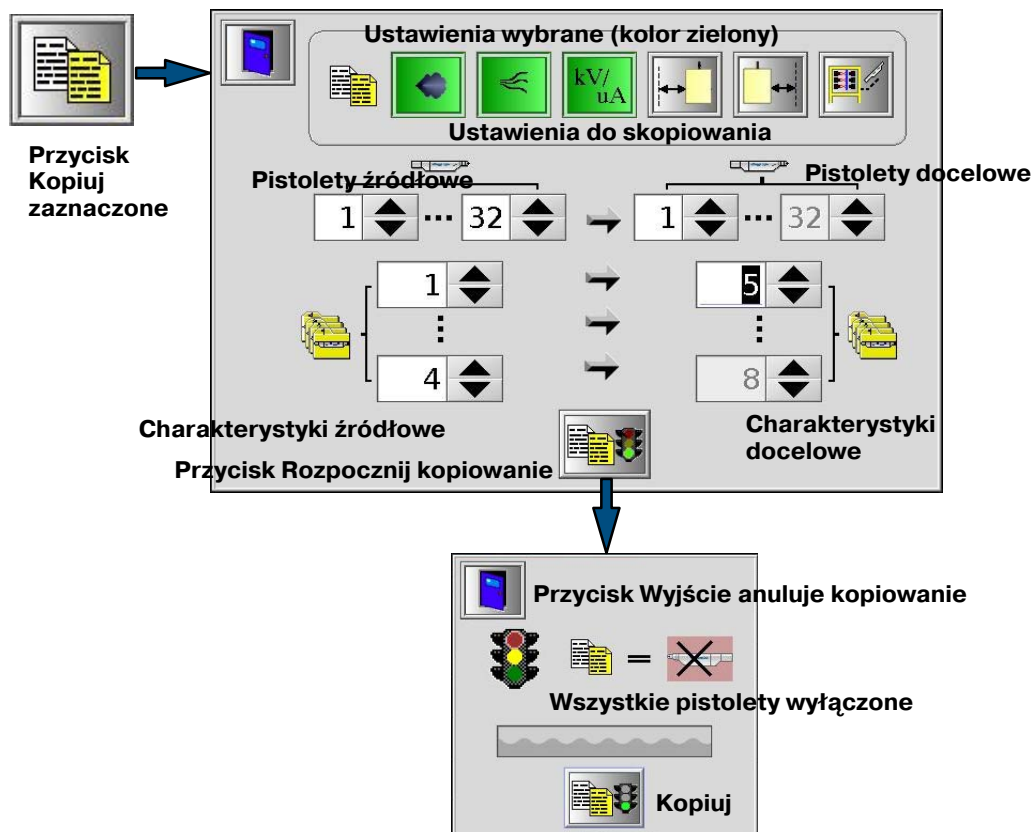 Przycisk
Kopiuj
zaznaczone
Ustawienia wybrane (kolor zielony)
kV/
uA
Ustawienia do skopiowania
Pistolety źródłowe
Pistolety docelowe
1 ... 32
1 ... 32
1
5
4
8
Charakterystyki źródłowe
Charakterystyki
docelowe
Przycisk Rozpocznij kopiowanie
Przycisk Wyjście anuluje kopiowanie
=
Wszystkie pistolety wyłączone
Kopiuj